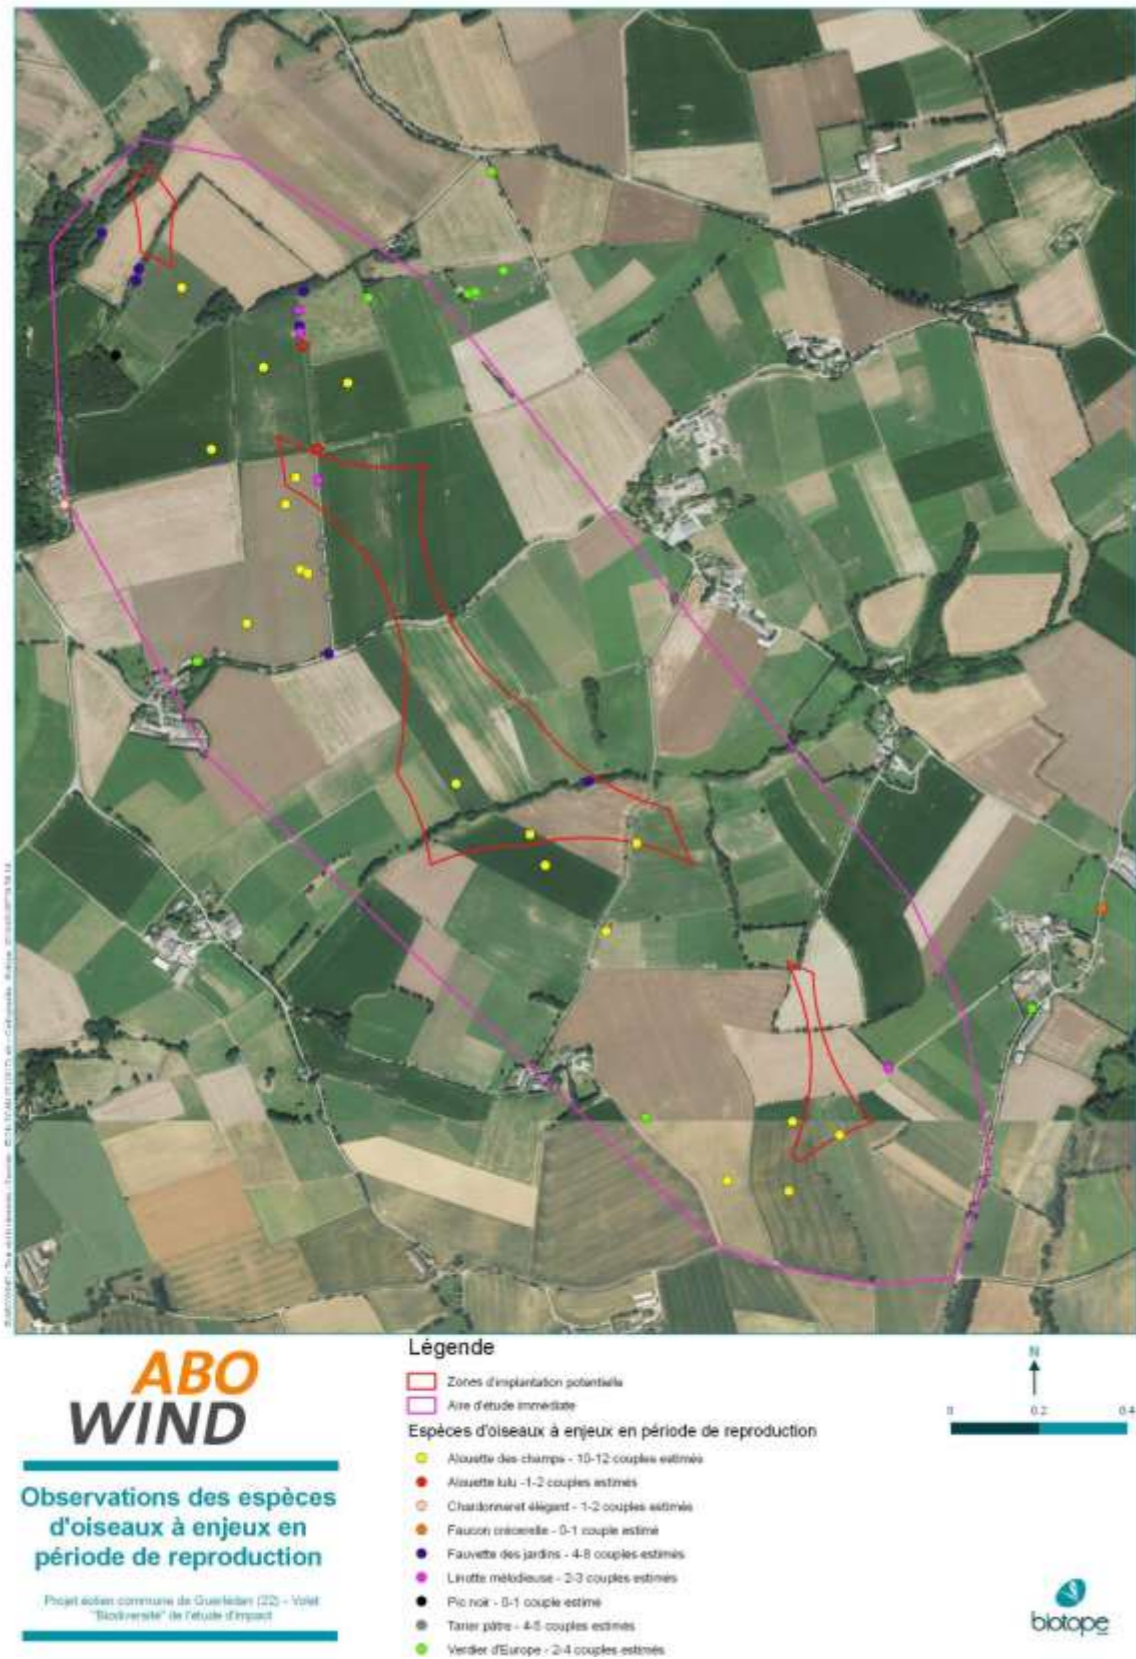 Légende
Zones d'implantation potentielle
Aire d'étude immédiate
Espèces d'oiseaux à enjeux en période de reproduction
Alouette des champs - 10-12 couples estimés
Alouette lulu -1-2 couples estimés
Chardonneret élégant - 1-2 couples estimés
Faucon crécerelle - 0-1 couple estimé
Fauvette des jardins - 4-8 couples estimés
Linotte mélodieuse - 2-3 couples estimés
Pic noir - 0-1 couple estimé
Tarier pâtre - 4-5 couples estimés
Verdier d'Europe - 2-4 couples estimés
ABO
WIND
Observations des espèces
d'oiseaux à enjeux en
période de reproduction
Projet éolien commune de Guerlédan (22) - Volet
"Biodiversité" de l'étude d'impact
N
0 0.2 0.4
biotope